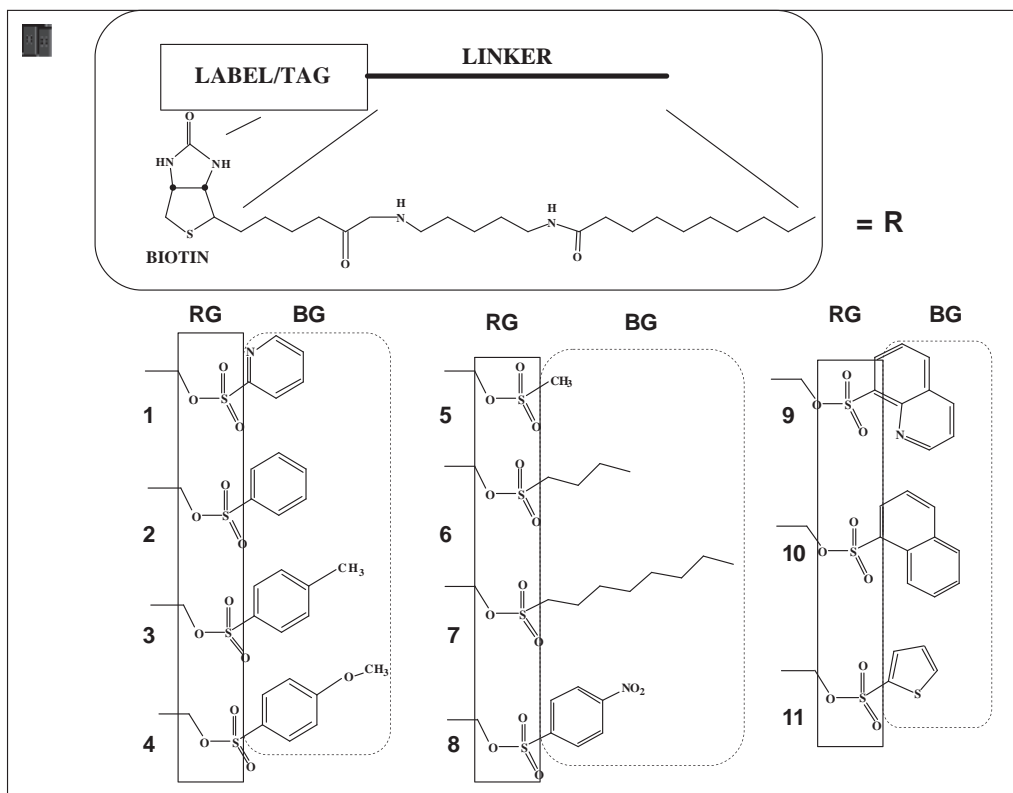 LINKER
LABEL/TAG
O
HN
NH
S
BIOTIN
O
H
N
H
N
O
= R
RG
BG
RG
BG
RG
BG
N
O
O
S
O
1
O
O
S
O
2
CH3
O
O
S
O
3
O
CH3
O
O
S
O
4
O
CH3
O
S
O
5
O
O
S
O
6
O
O
S
O
7
NO2
O
O
S
O
8
O
O
S
O
N
9
O
O
S
O
10
O
O
S
O
S
11